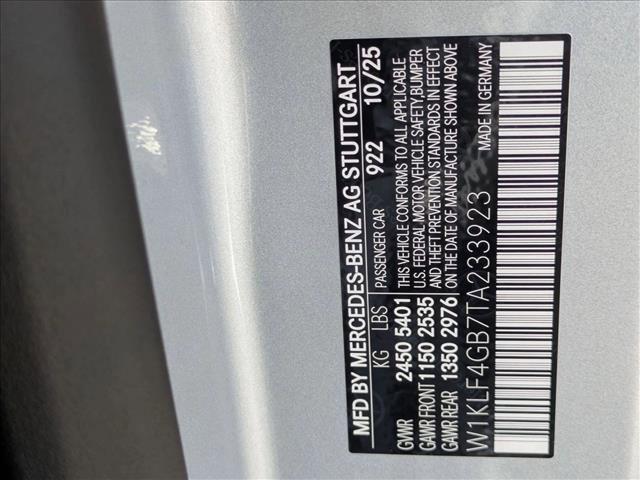 MFD BY MERCEDES-BENZ AG STUTTGART
922 10/25
KG LBS PASSENGER CAR
GVWR 2450 5401 THIS VEHICLE CONFORMS TO ALL APPLICABLE
GAWR FRONT 1150 2535 U.S. FEDERAL MOTOR VEHICLE SAFETY,BUMPER
AND THEFT PREVENTION STANDARDS IN EFFECT
GAWR REAR 1350 2976 ON THE DATE OF MANUFACTURE SHOWN ABOVE
W1KLF4GB7TA233923 MADE IN GERMANY